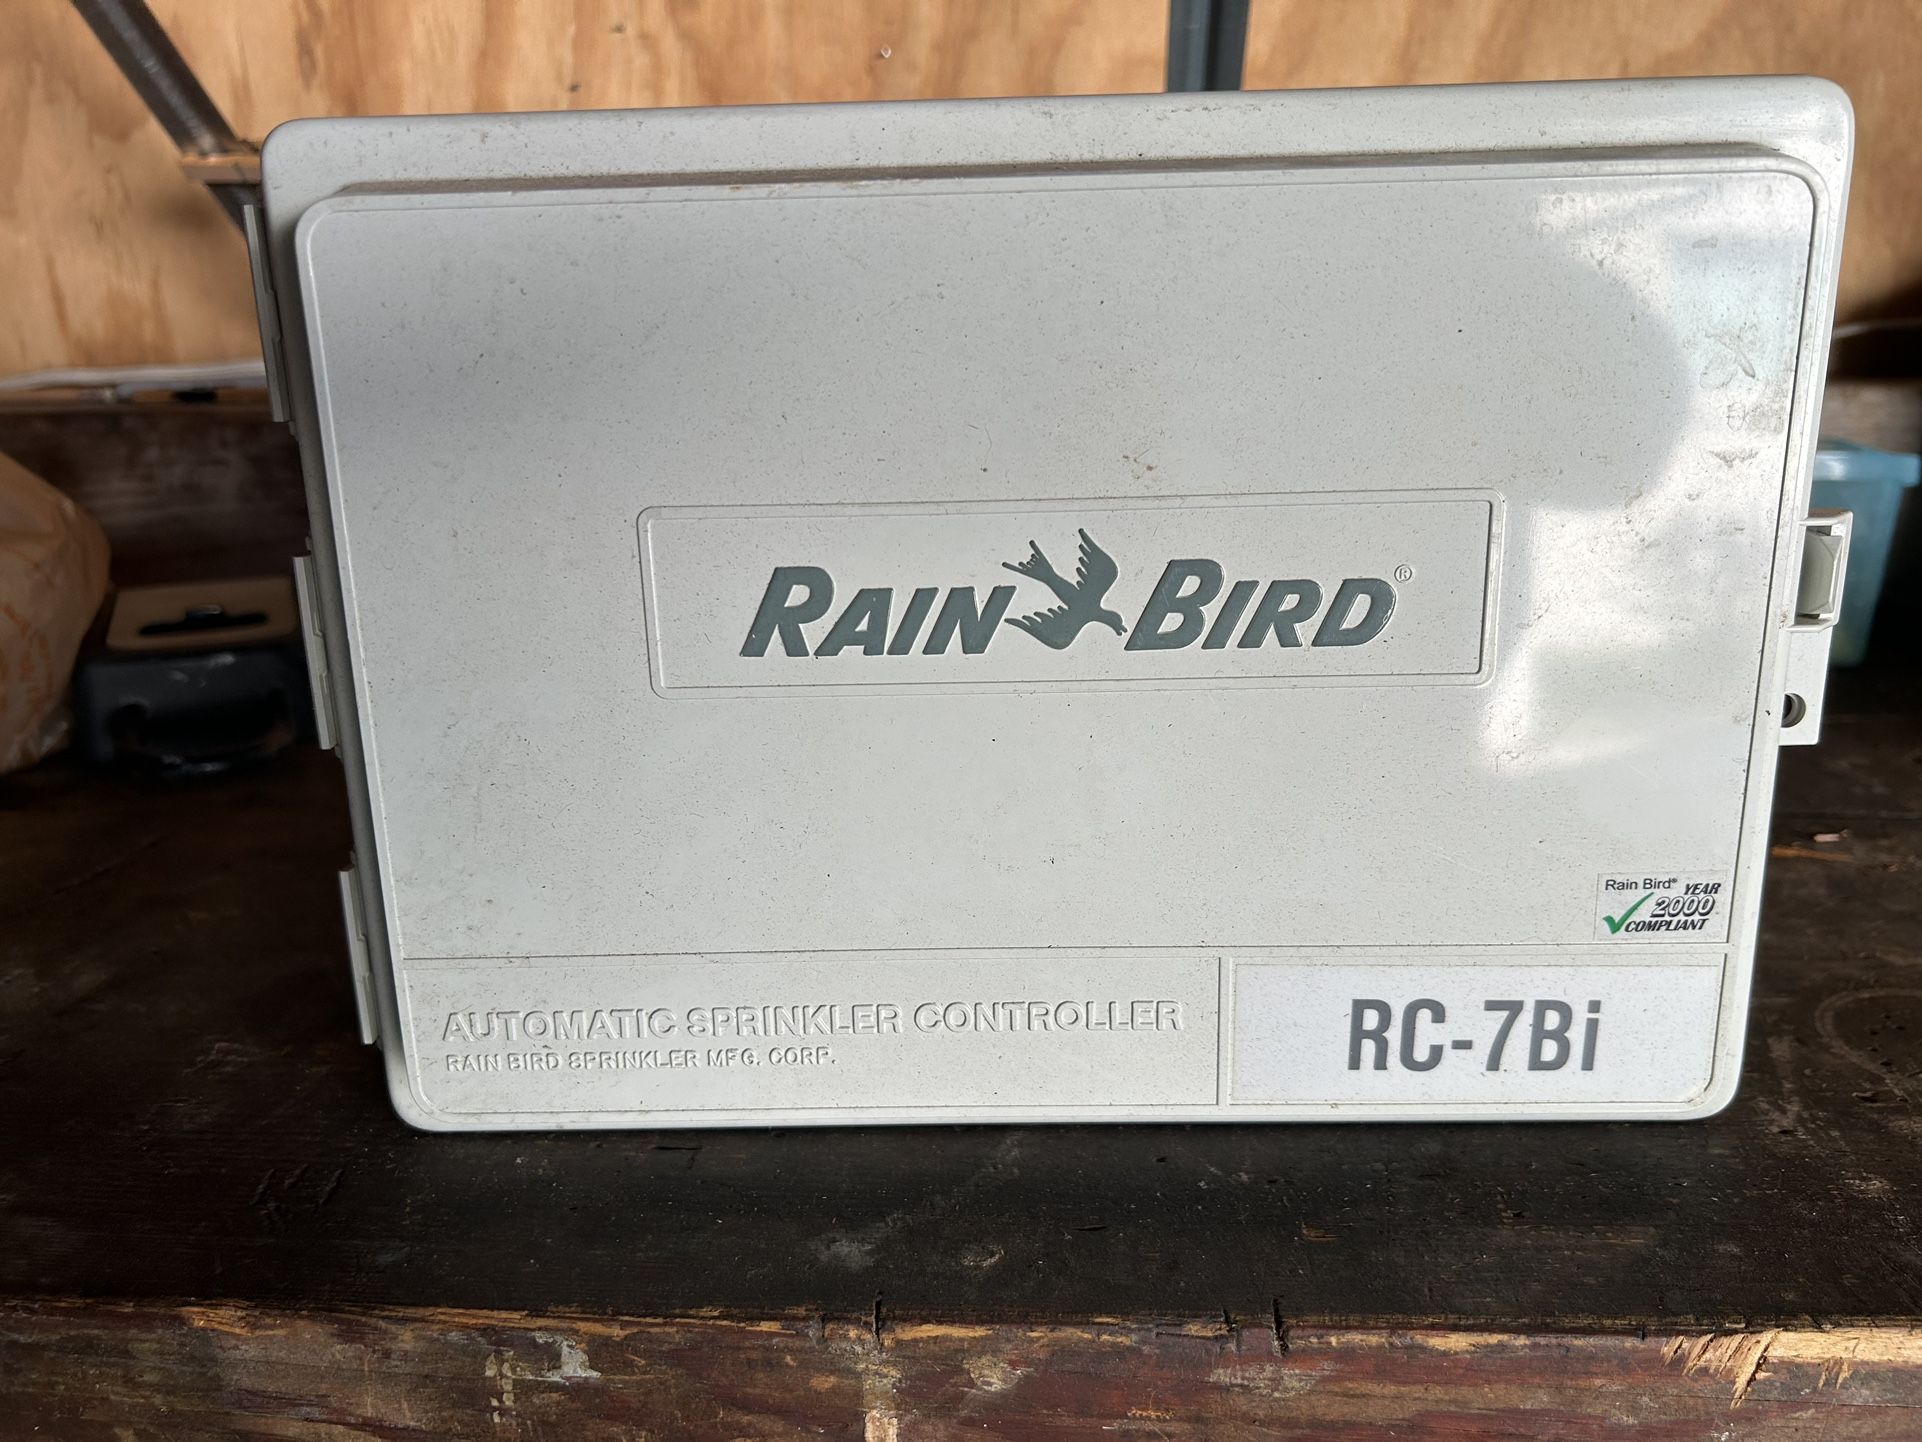 RAIN BIRD®
Rain Bird® YEAR
2000
COMPLIANT
AUTOMATIC SPRINKLER CONTROLLER
RAIN BIRD SPRINKLER MFG. CORP.
RC-7Bi